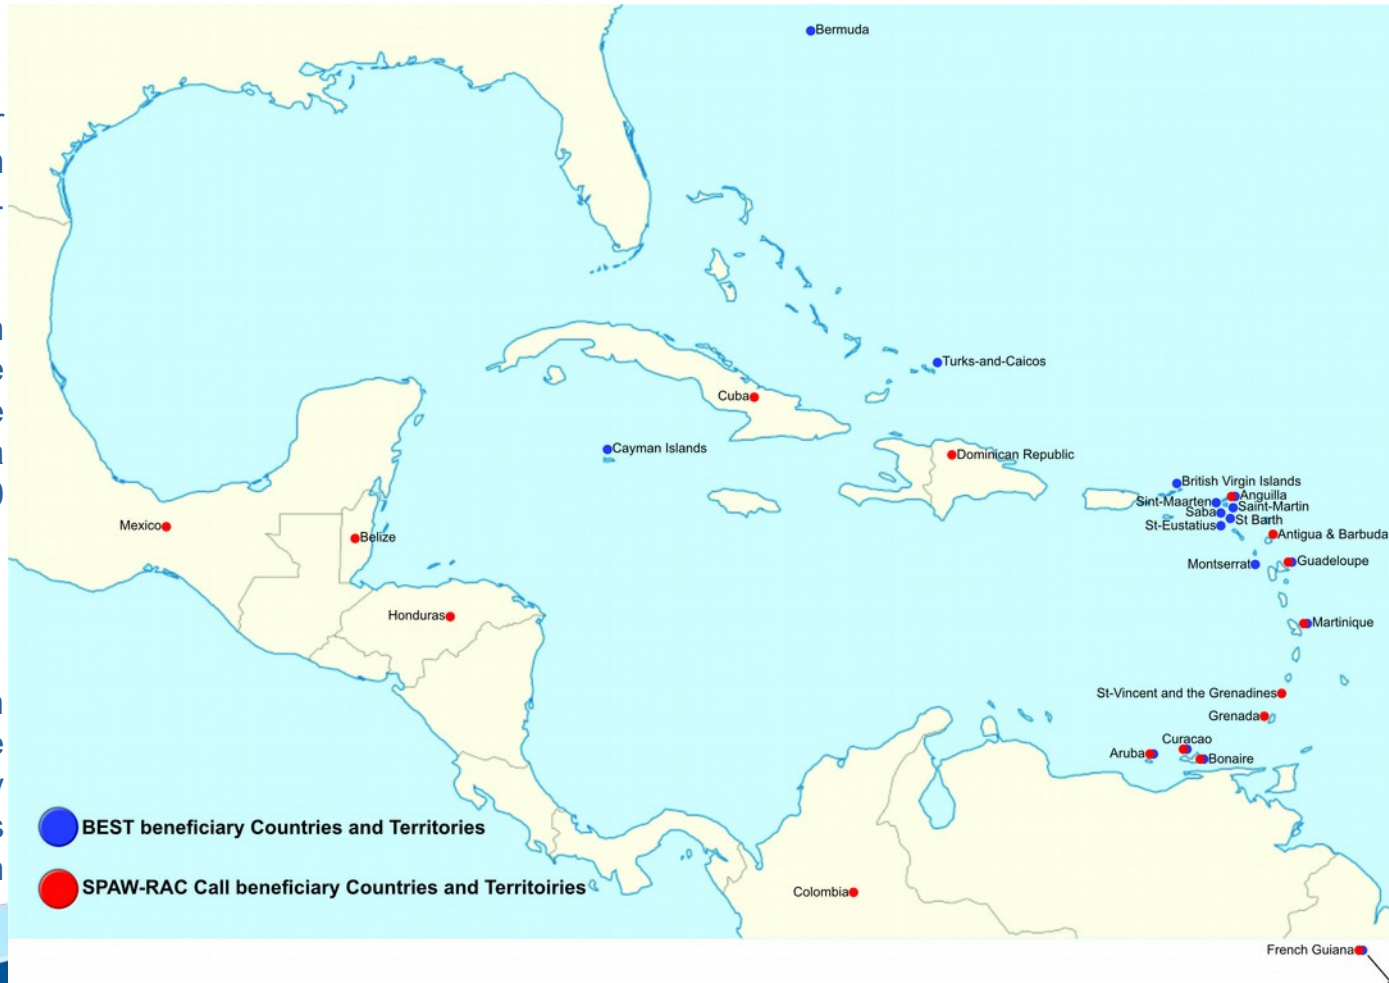 Bermuda
Turks-and-Caicos
Cuba
Cayman Islands
Dominican Republic
British Virgin Islands
Anguilla
Sint-Maarten
Saint-Martin
Saba
St Barth
St-Eustatius
Antigua & Barbuda
Mexico
Belize
Montserrat
Guadeloupe
Honduras
Martinique
St-Vincent and the Grenadines
Grenada
Curacao
Aruba
Bonaire
BEST beneficiary Countries and Territories
SPAW-RAC Call beneficiary Countries and Territoiries
Colombia
French Guiana